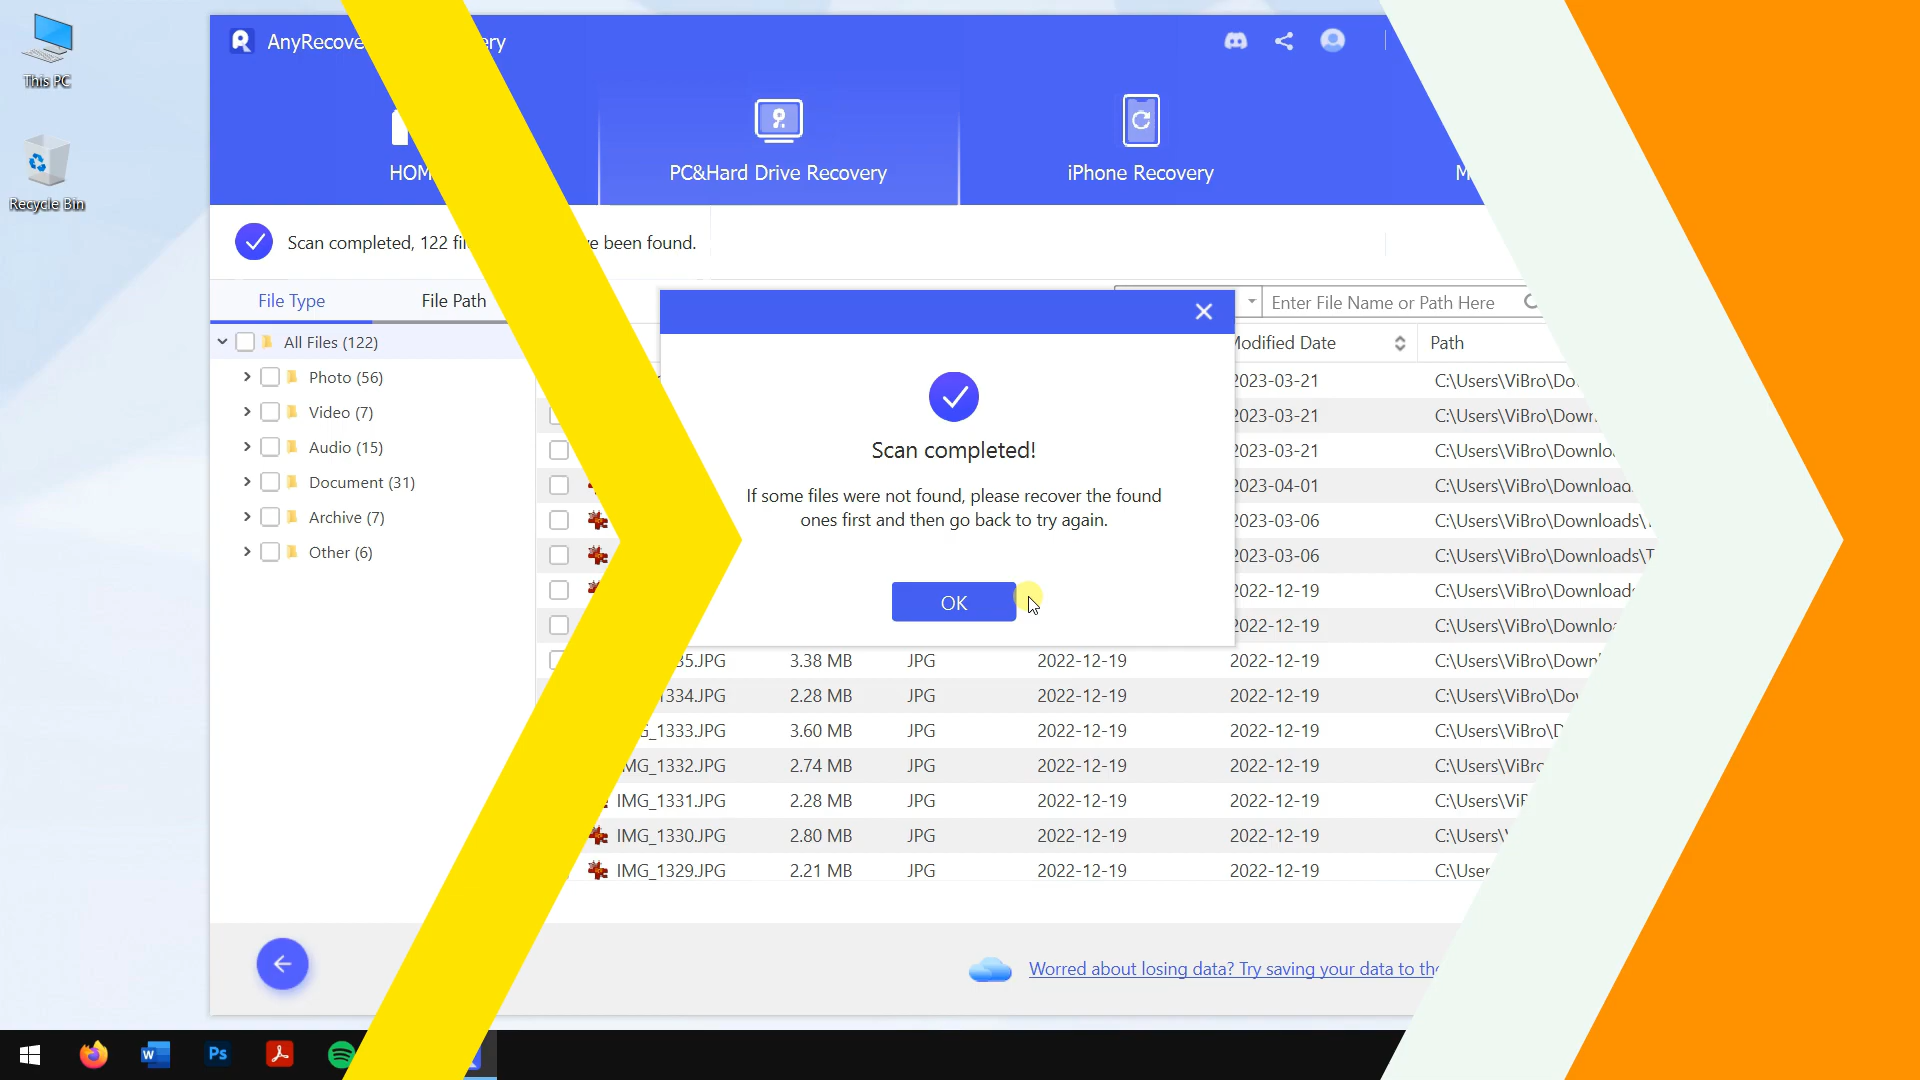 This PC
Recycle Bin
AnyRecove ery
HOM
PC&Hard Drive Recovery
iPhone Recovery
M
Scan completed, 122 fi e been found.
File Type
File Path
Enter File Name or Path Here
All Files (122)
Photo (56)
Video (7)
Audio (15)
Document (31)
Archive (7)
Other (6)
Modified Date
Path
2023-03-21 C:\Users\ViBro\Do
2023-03-21 C:\Users\ViBro\Down
2023-03-21 C:\Users\ViBro\Downlo
2023-04-01 C:\Users\ViBro\Download
2023-03-06 C:\Users\ViBro\Downloads\
2023-03-06 C:\Users\ViBro\Downloads\T
2022-12-19 C:\Users\ViBro\Download
2022-12-19 C:\Users\ViBro\Downlo
Scan completed!
If some files were not found, please recover the found
ones first and then go back to try again.
OK
35.JPG 3.38 MB JPG 2022-12-19 2022-12-19 C:\Users\ViBro\Down
1334.JPG 2.28 MB JPG 2022-12-19 2022-12-19 C:\Users\ViBro\Do
G_1333.JPG 3.60 MB JPG 2022-12-19 2022-12-19 C:\Users\ViBro\D
MG_1332.JPG 2.74 MB JPG 2022-12-19 2022-12-19 C:\Users\ViBro
IMG_1331.JPG 2.28 MB JPG 2022-12-19 2022-12-19 C:\Users\ViB
IMG_1330.JPG 2.80 MB JPG 2022-12-19 2022-12-19 C:\Users\
IMG_1329.JPG 2.21 MB JPG 2022-12-19 2022-12-19 C:\User
Worred about losing data? Try saving your data to the
Ps